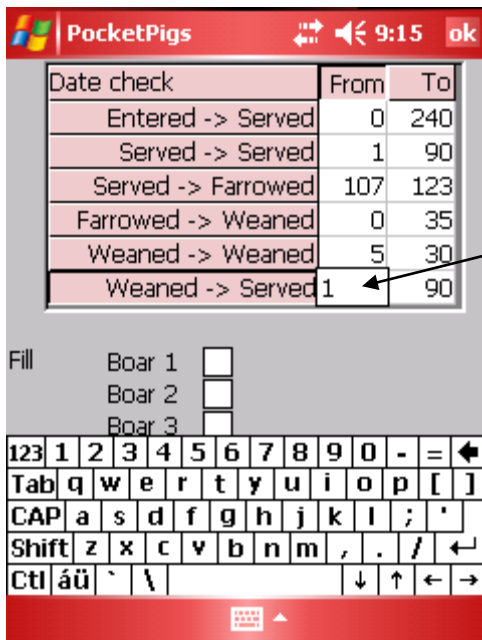 PocketPigs 9:15 ok
Date check From To
Entered -> Served 0 240
Served -> Served 1 90
Served -> Farrowed 107 123
Farrowed -> Weaned 0 35
Weaned -> Weaned 5 30
Weaned -> Served 1 90
Fill Boar 1
Boar 2
Boar 3
123 1 2 3 4 5 6 7 8 9 0 - =
Tab q w e r t y u i o p [ ]
CAP a s d f g h j k l ; '
Shift z x c v b n m , . /
Ctl áü ` \